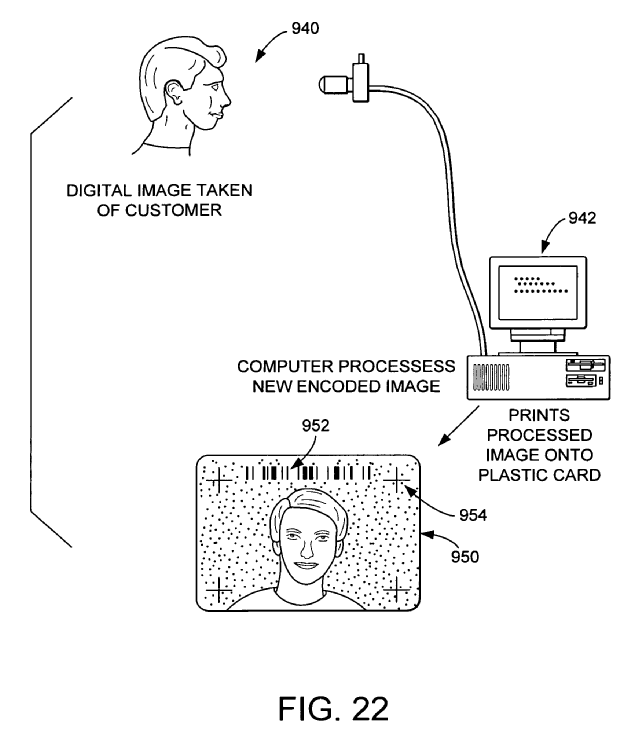 940
DIGITAL IMAGE TAKEN
OF CUSTOMER
942
COMPUTER PROCESSESS
NEW ENCODED IMAGE
PRINTS
PROCESSED
IMAGE ONTO
PLASTIC CARD
952
954
950
FIG. 22